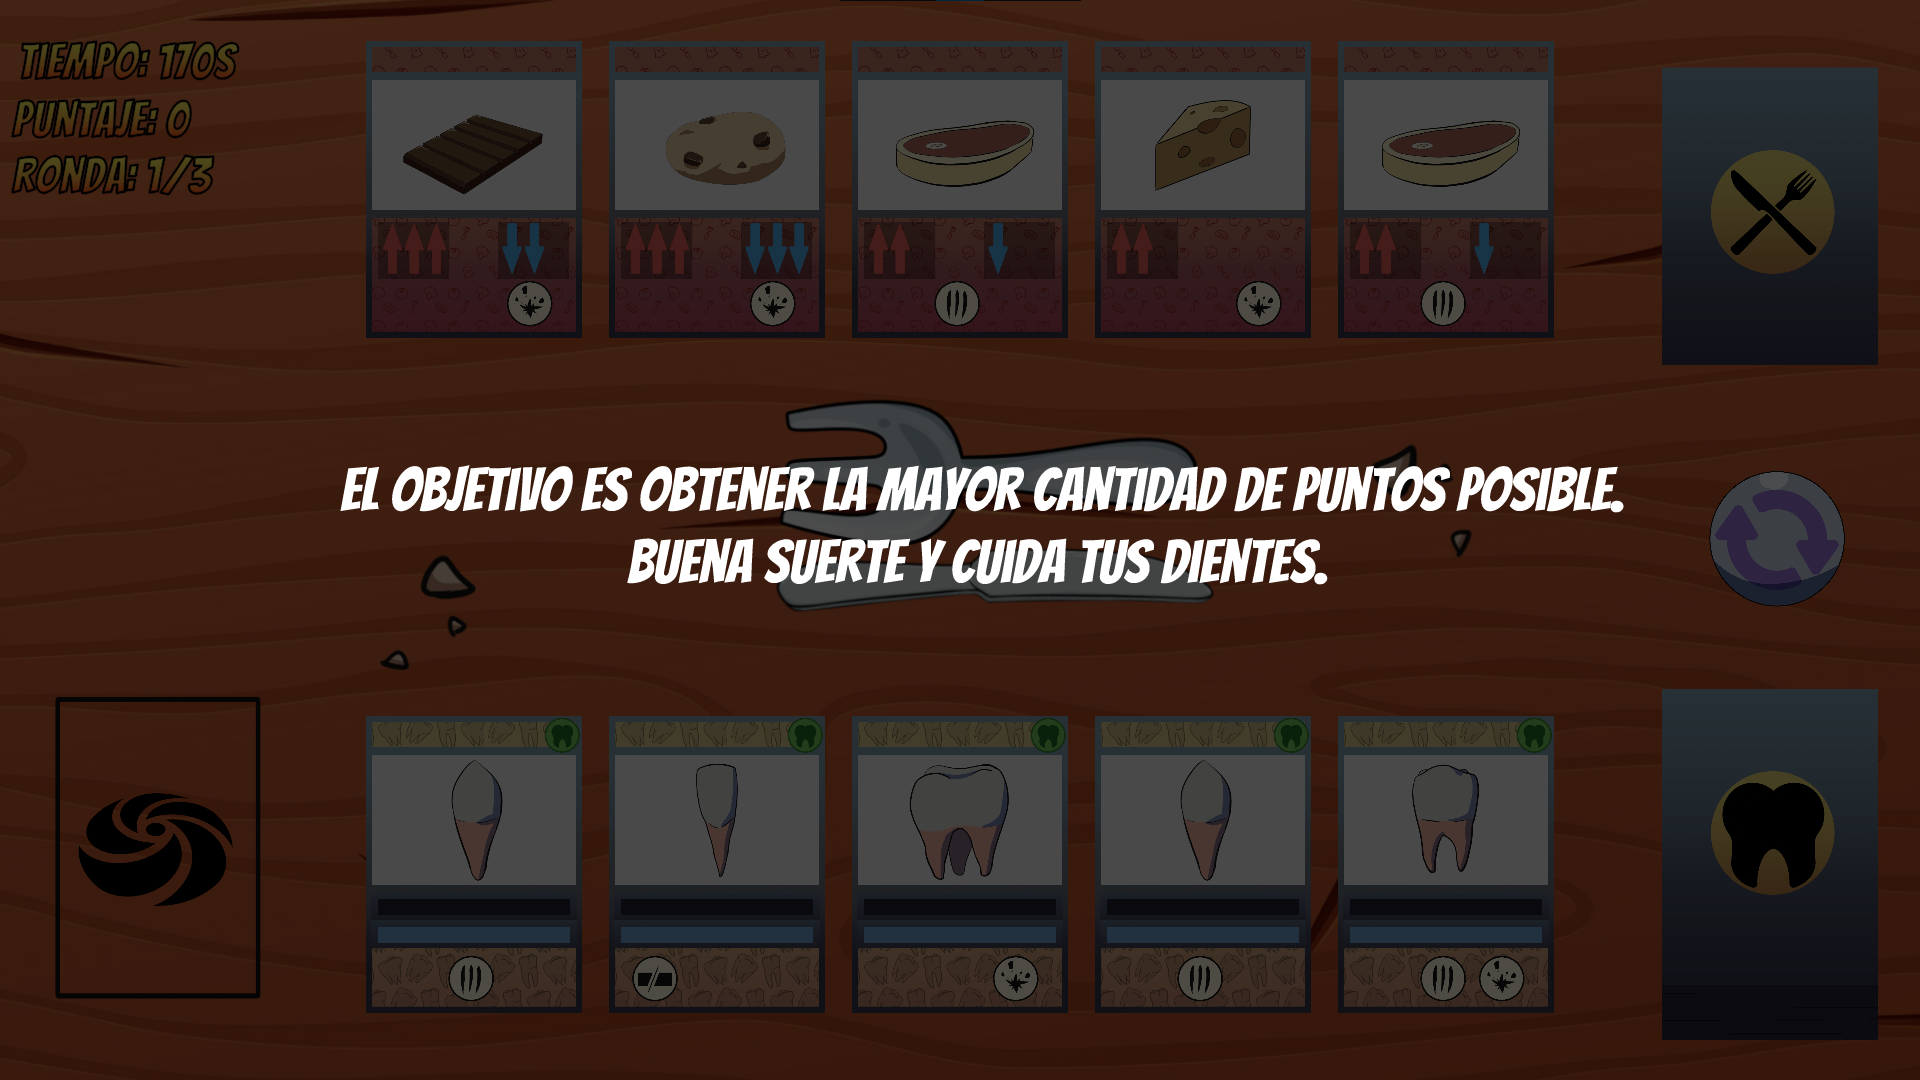 TIEMPO: 170S
PUNTAJE: 0
RONDA: 1/3
EL OBJETIVO ES OBTENER LA MAYOR CANTIDAD DE PUNTOS POSIBLE.
BUENA SUERTE Y CUIDA TUS DIENTES.